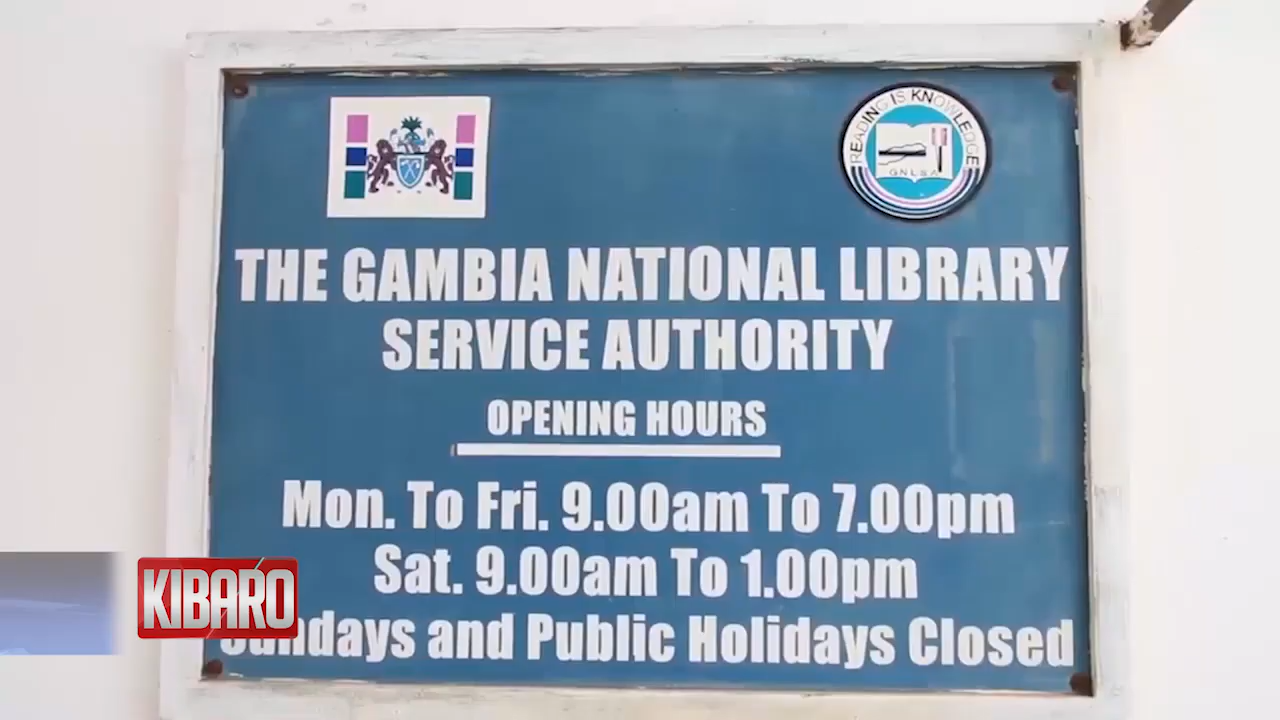 READING IS KNOWLEDGE
GNLSA
THE GAMBIA NATIONAL LIBRARY
SERVICE AUTHORITY
OPENING HOURS
Mon. To Fri. 9.00am To 7.00pm
Sat. 9.00am To 1.00pm
Sundays and Public Holidays Closed
KIBARO